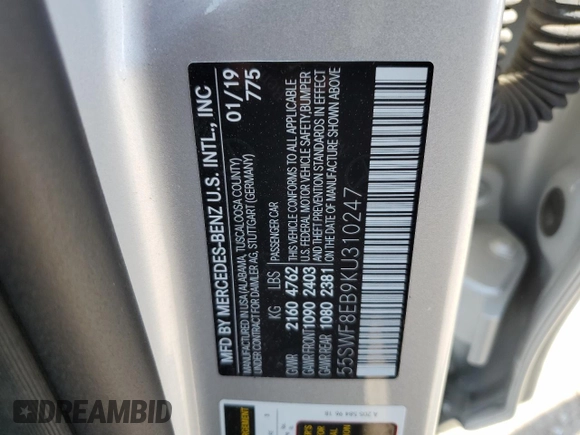 MFD BY MERCEDES-BENZ U.S. INTL., INC
MANUFACTURED IN USA (ALABAMA, TUSCALOOSA COUNTY)
UNDER CONTRACT FOR DAIMLER AG, STUTTGART (GERMANY)
01/19
775
PASSENGER CAR
KG LBS
GMWR 2160 4762
GAWR FRONT 1090 2403
GAWR REAR 1080 2381
THIS VEHICLE CONFORMS TO ALL APPLICABLE
U.S. FEDERAL MOTOR VEHICLE SAFETY, BUMPER
AND THEFT PREVENTION STANDARDS IN EFFECT
ON THE DATE OF MANUFACTURE SHOWN ABOVE
55SWF8EB9KU310247
bidfax.info